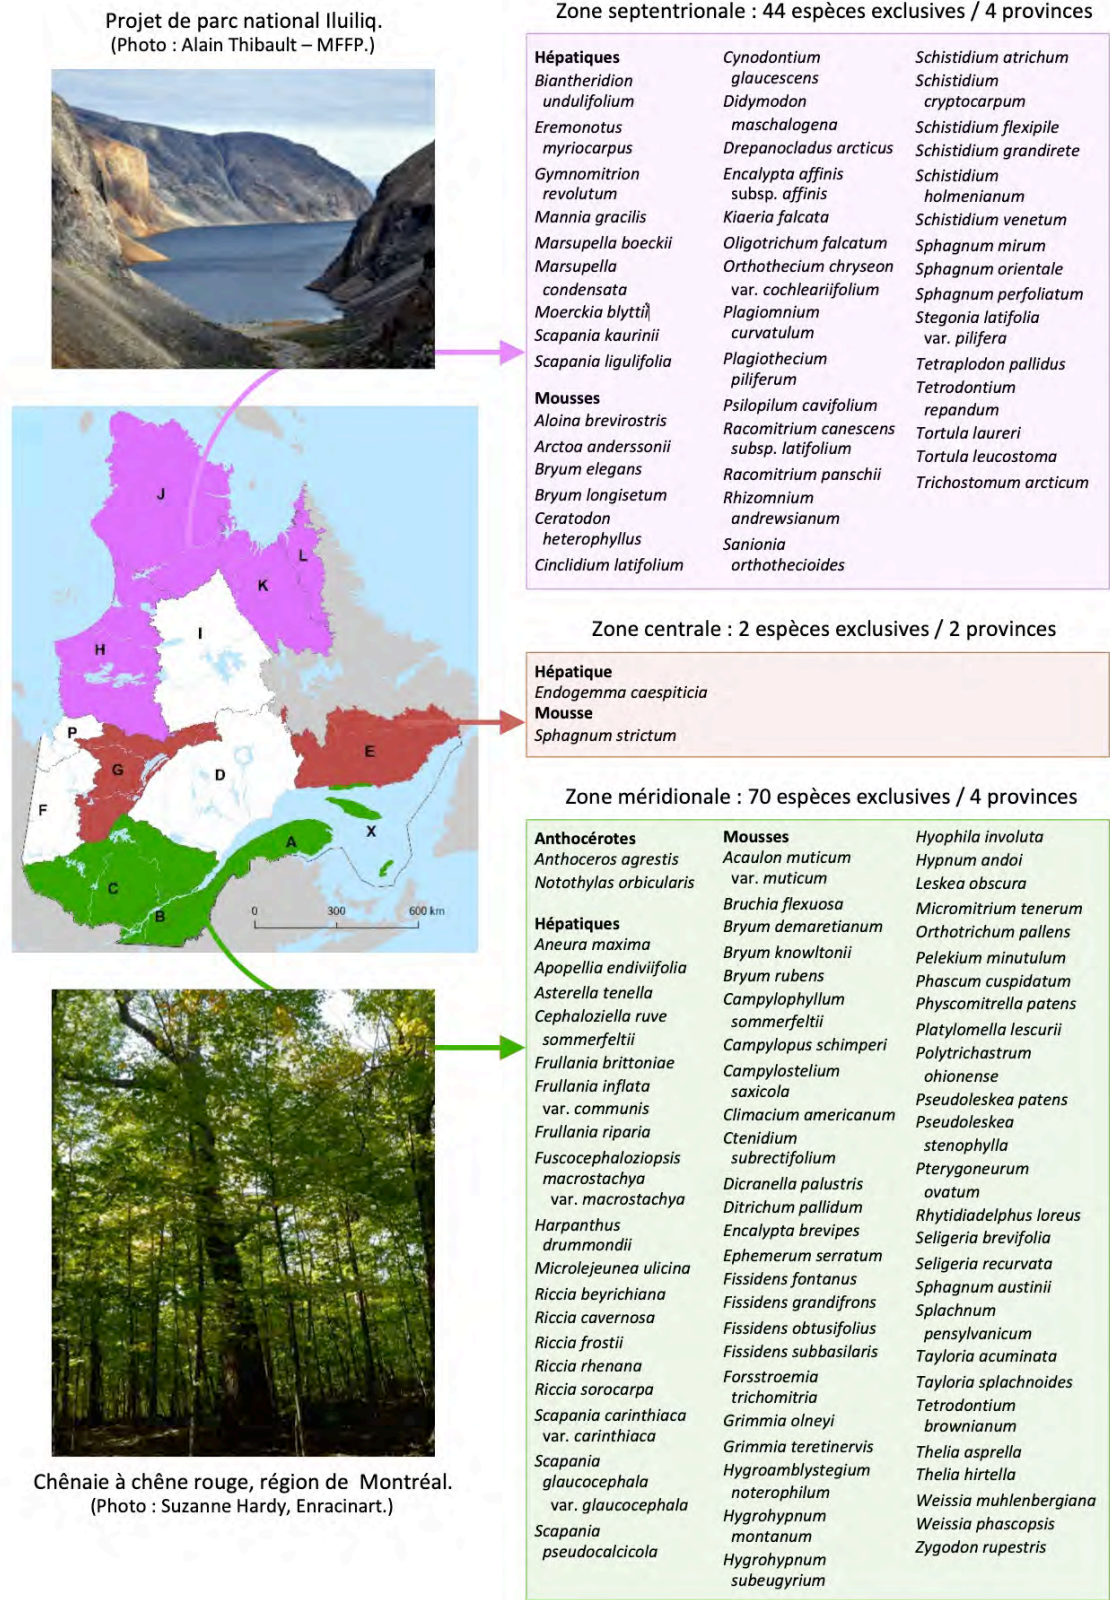 Projet de parc national Iluiliq.
(Photo : Alain Thibault – MFFP.)
Zone septentrionale : 44 espèces exclusives / 4 provinces
Hépatiques
Biantheridion
undulifolium
Eremonotus
myriocarpus
Gymnomitrion
revolutum
Mannia gracilis
Marsupella boeckii
Marsupella
condensata
Moerckia blyttii
Scapania kaurinii
Scapania ligulifolia
Mousses
Aloina brevirostris
Arctoa anderssonii
Bryum elegans
Bryum longisetum
Ceratodon
heterophyllus
Cinclidium latifolium
Cynodontium
glaucescens
Didymodon
maschalogena
Drepanocladus arcticus
Encalypta affinis
subsp. affinis
Kiaeria falcata
Oligotrichum falcatum
Orthothecium chryseon
var. cochleariifolium
Plagiomnium
curvatulum
Plagiothecium
piliferum
Psilopilum cavifolium
Racomitrium canescens
subsp. latifolium
Racomitrium panschii
Rhizomnium
andrewsianum
Sanionia
orthothecioides
Schistidium atrichum
Schistidium
cryptocarpum
Schistidium flexipile
Schistidium grandirete
Schistidium
holmenianum
Schistidium venetum
Sphagnum mirum
Sphagnum orientale
Sphagnum perfoliatum
Stegonia latifolia
var. pilifera
Tetraplodon pallidus
Tetrodontium
repandum
Tortula laureri
Tortula leucostoma
Trichostomum arcticum
J
L
K
I
H
P
G
E
D
F
X
A
C
B
0 300 600 km
Zone centrale : 2 espèces exclusives / 2 provinces
Hépatique
Endogemma caespiticia
Mousse
Sphagnum strictum
Zone méridionale : 70 espèces exclusives / 4 provinces
Anthocérotes
Anthoceros agrestis
Notothylas orbicularis
Hépatiques
Aneura maxima
Apopellia endiviifolia
Asterella tenella
Cephaloziella ruve
sommerfeltii
Frullania brittoniae
Frullania inflata
var. communis
Frullania riparia
Fuscocephaloziopsis
macrostachya
var. macrostachya
Harpanthus
drummondii
Microlejeunea ulicina
Riccia beyrichiana
Riccia cavernosa
Riccia frostii
Riccia rhenana
Riccia sorocarpa
Scapania carinthiaca
var. carinthiaca
Scapania
glaucocephala
var. glaucocephala
Scapania
pseudocalcicola
Mousses
Acaulon muticum
var. muticum
Bruchia flexuosa
Bryum demaretianum
Bryum knowltonii
Bryum rubens
Campylophyllum
sommerfeltii
Campylopus schimperi
Campylostelium
saxicola
Climacium americanum
Ctenidium
subrectifolium
Dicranella palustris
Ditrichum pallidum
Encalypta brevipes
Ephemerum serratum
Fissidens fontanus
Fissidens grandifrons
Fissidens obtusifolius
Fissidens subbasilaris
Forsstroemia
trichomitria
Grimmia olneyi
Grimmia teretinervis
Hygroamblystegium
noterophilum
Hygrohypnum
montanum
Hygrohypnum
subeugyrium
Hyophila involuta
Hypnum andoi
Leskea obscura
Micromitrium tenerum
Orthotrichum pallens
Pelekium minutulum
Phascum cuspidatum
Physcomitrella patens
Platylomella lescurii
Polytrichastrum
ohionense
Pseudoleskea patens
Pseudoleskea
stenophylla
Pterygoneurum
ovatum
Rhytidiadelphus loreus
Seligeria brevifolia
Seligeria recurvata
Sphagnum austinii
Splachnum
pensylvanicum
Tayloria acuminata
Tayloria splachnoides
Tetrodontium
brownianum
Thelia asprella
Thelia hirtella
Weissia muhlenbergiana
Weissia phascopsis
Zygodon rupestris
Chênaie à chêne rouge, région de Montréal.
(Photo : Suzanne Hardy, Enracinart.)